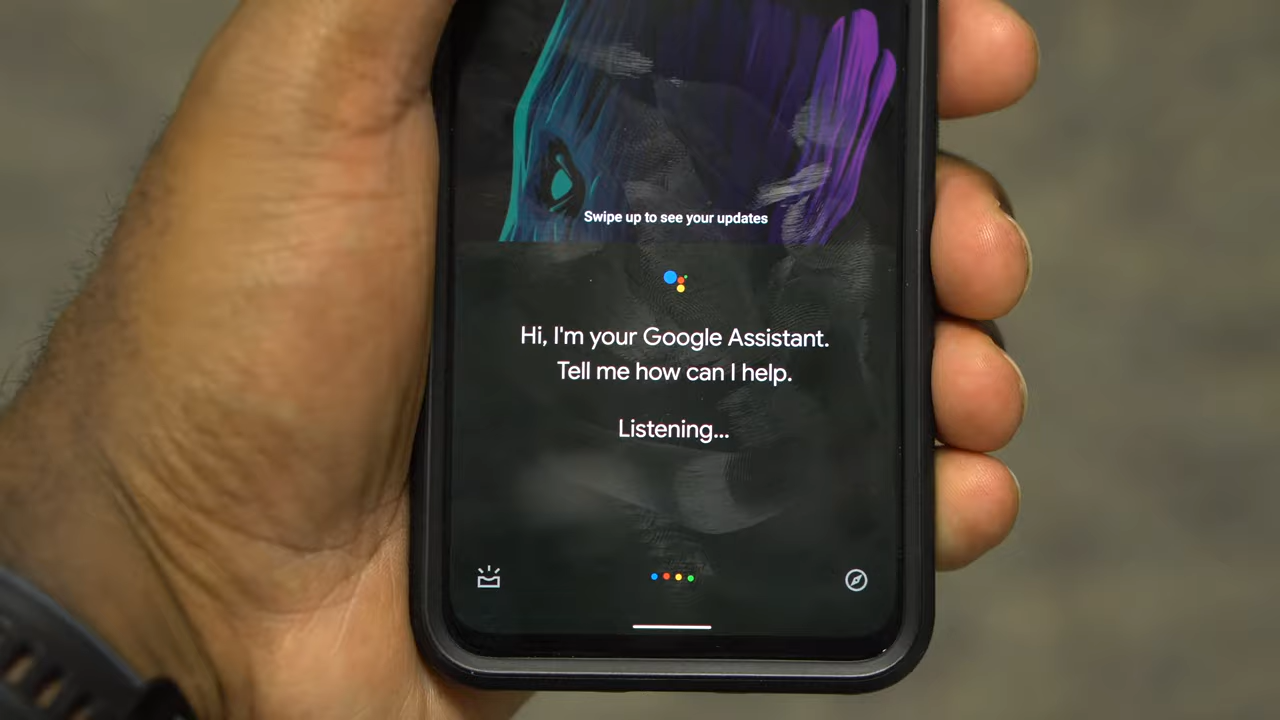 Swipe up to see your updates
Hi, I'm your Google Assistant.
Tell me how can I help.
Listening...